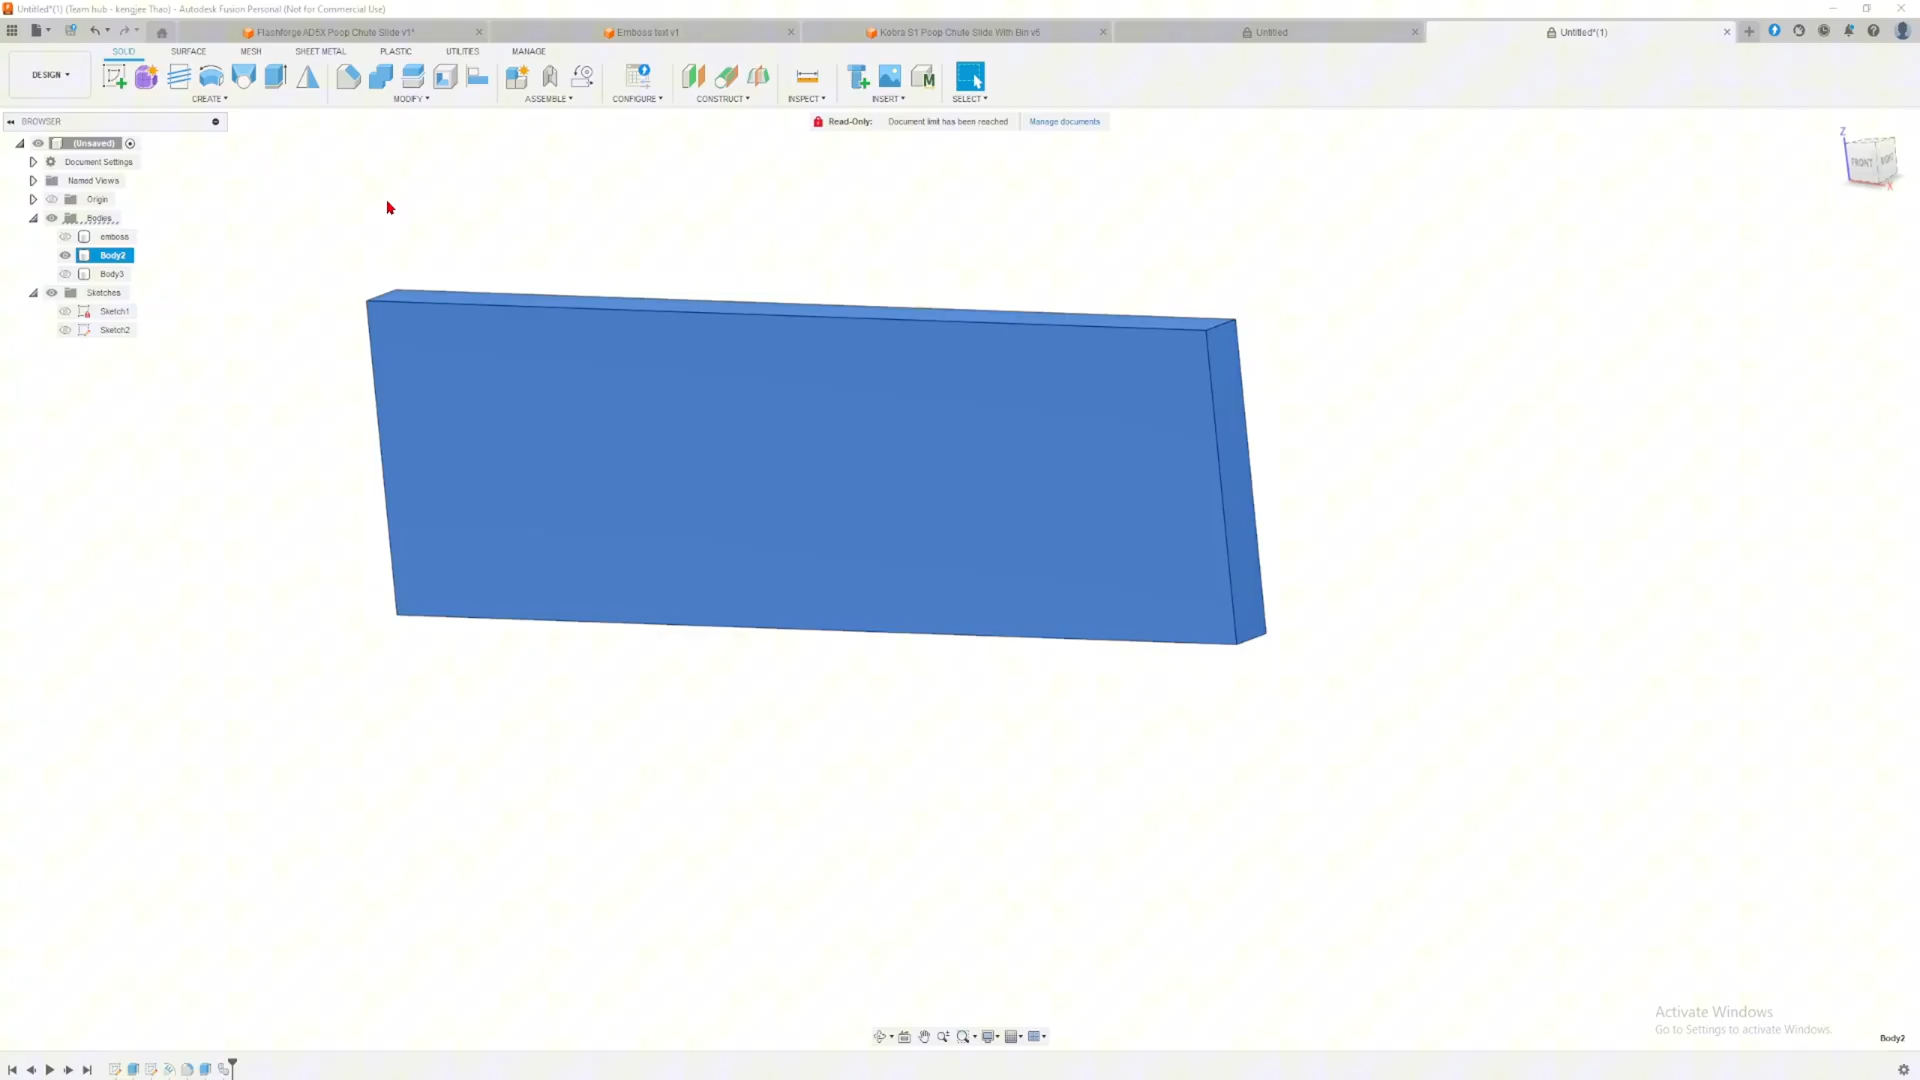 Untitled*(1) (Team hub - kengjee Thao) - Autodesk Fusion Personal (Not for Commercial Use)
Flashforge AD5X Poop Chute Slide v1*
Emboss text v1
Kobra S1 Poop Chute Slide With Bin v6
Untitled
Untitled*(1)
SOLID
SURFACE
MESH
SHEET METAL
PLASTIC
UTILITIES
MANAGE
DESIGN
CREATE
MODIFY
ASSEMBLE
CONFIGURE
CONSTRUCT
INSPECT
INSERT
SELECT
BROWSER
Read-Only: Document limit has been reached Manage documents
(Unsaved)
Document Settings
Named Views
Origin
Bodies
emboss
Body2
Body3
Sketches
Sketch1
Sketch2
Z
FRONT
RIGHT
X
Activate Windows
Go to Settings to activate Windows.
Body2